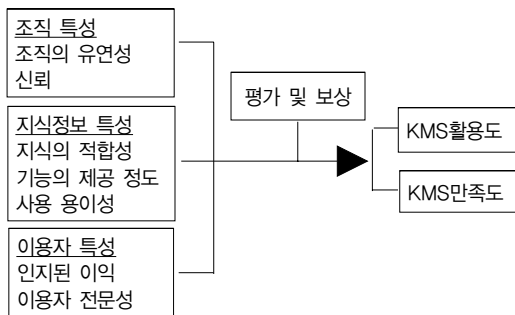 조직 특성
조직의 유연성
신뢰
지식정보 특성
지식의 적합성
기능의 제공 정도
사용 용이성
이용자 특성
인지된 이익
이용자 전문성
평가 및 보상
KMS활용도
KMS만족도